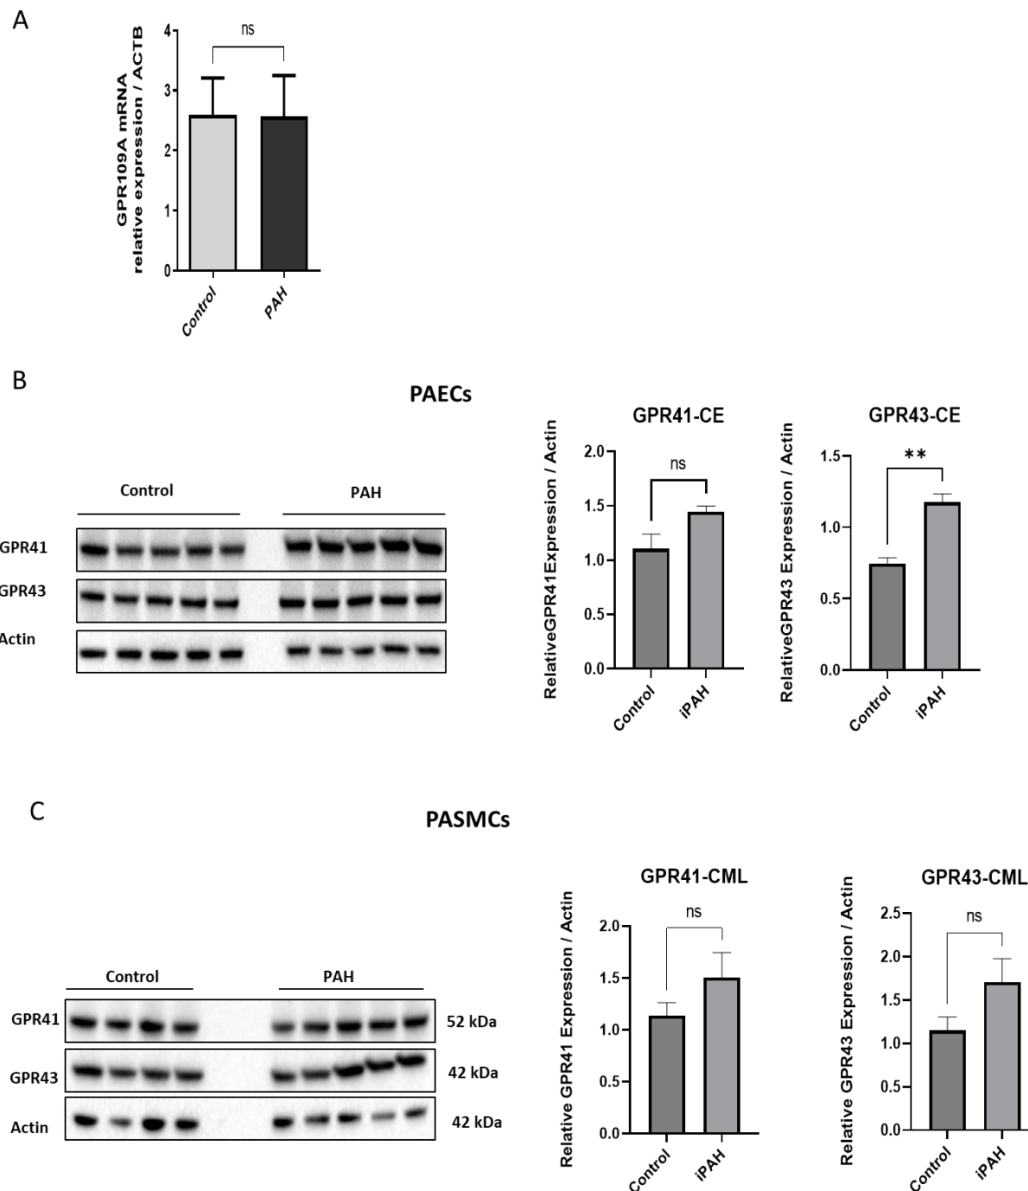 A
GPR109A mRNA
relative expression / ACTB
4
3
2
1
0
ns
Control
PAH
B
PAECs
Control
PAH
GPR41
GPR43
Actin
GPR41-CE
RelativeGPR41Expression / Actin
2.0
1.5
1.0
0.5
0.0
ns
Control
iPAH
GPR43-CE
RelativeGPR43 Expression / Actin
1.5
1.0
0.5
0.0
**
Control
iPAH
C
PASMCs
Control
PAH
GPR41
52 kDa
GPR43
42 kDa
Actin
42 kDa
GPR41-CML
Relative GPR41 Expression / Actin
2.0
1.5
1.0
0.5
0.0
ns
Control
iPAH
GPR43-CML
Relative GPR43 Expression / Actin
2.5
2.0
1.5
1.0
0.5
0.0
ns
Control
iPAH